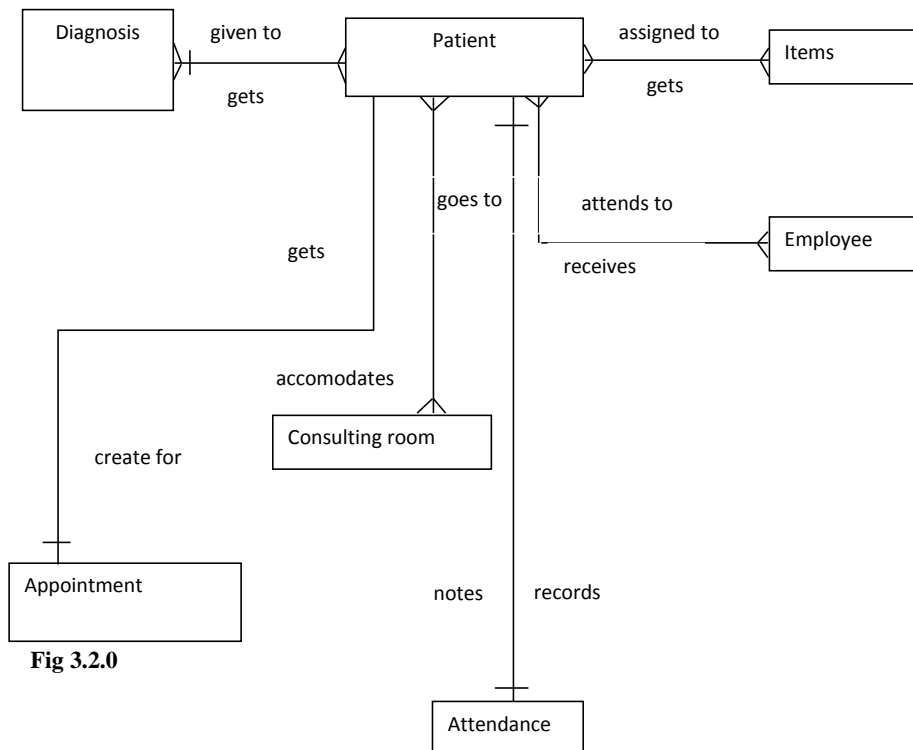 Diagnosis
given to
gets
Patient
assigned to
gets
Items
goes to
attends to
receives
Employee
gets
accomodates
Consulting room
create for
Appointment
notes
records
Fig 3.2.0
Attendance